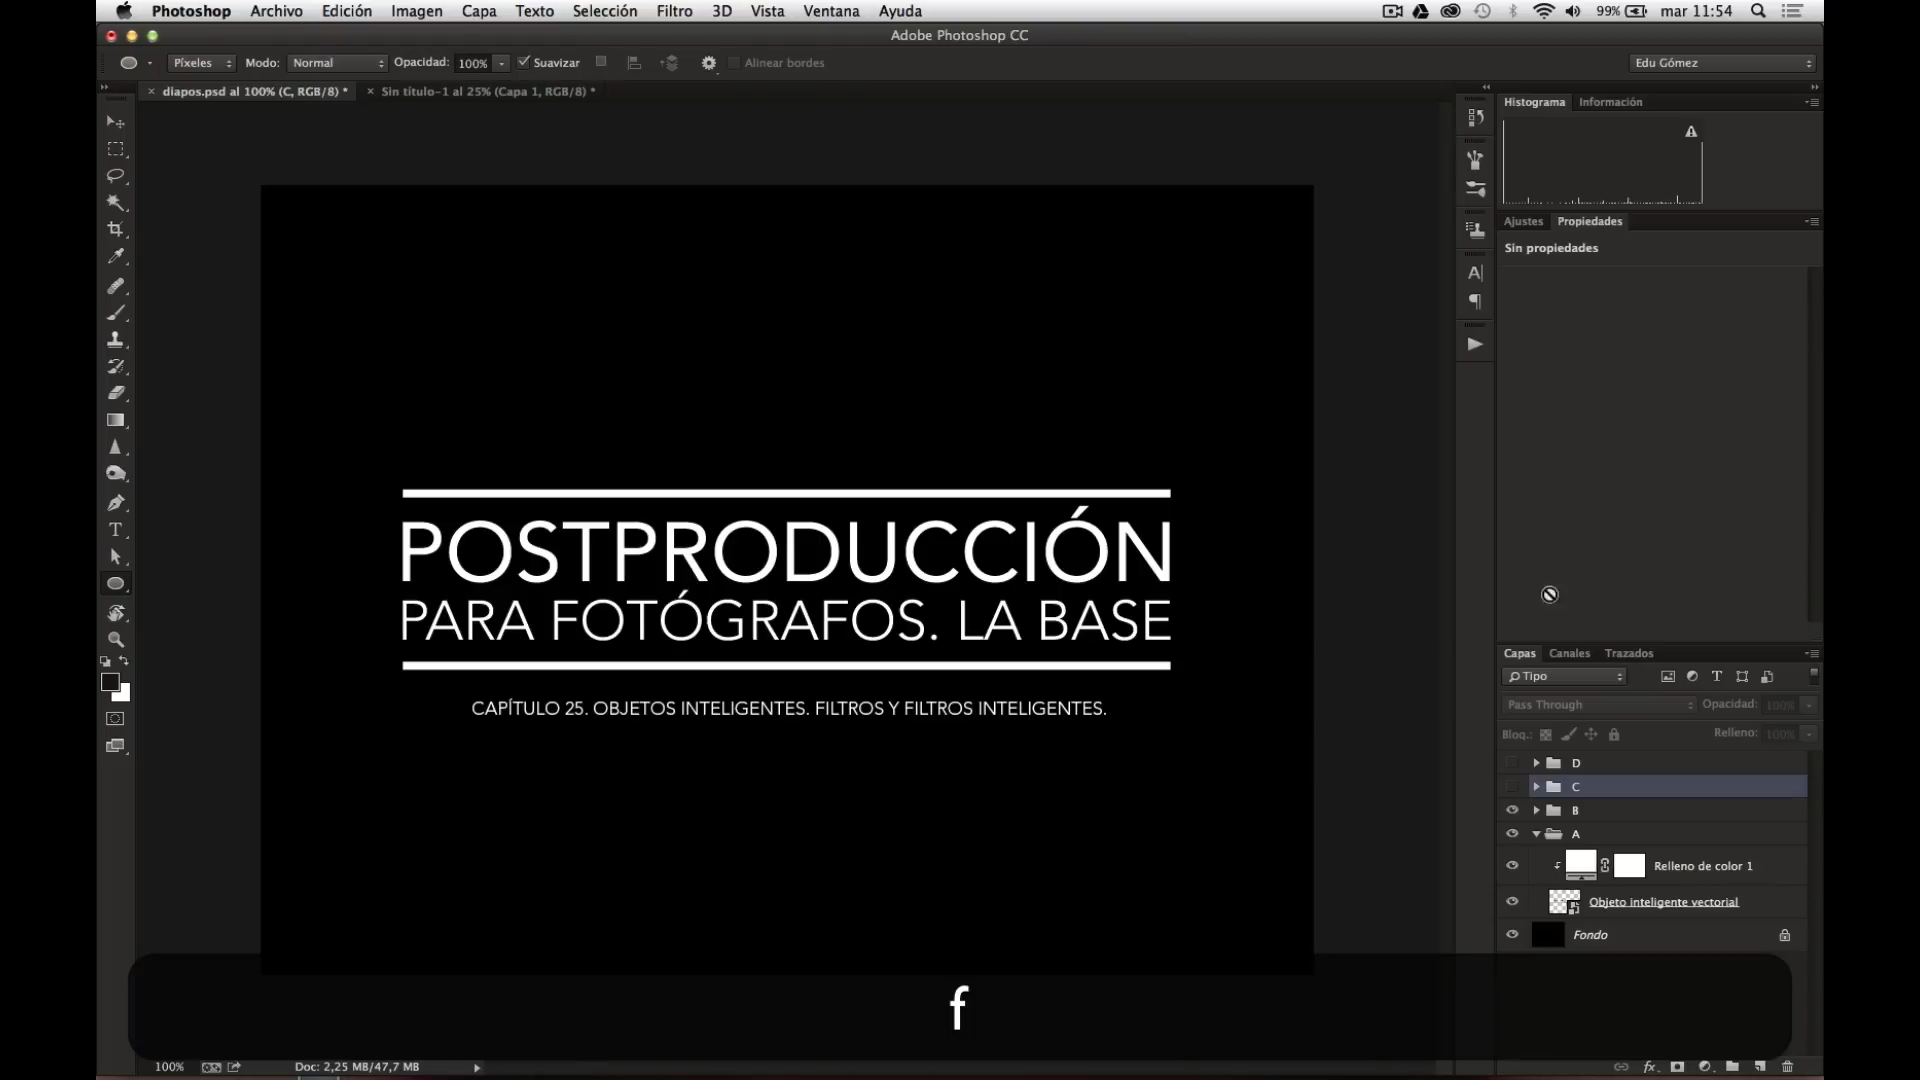 Photoshop Archivo Edición Imagen Capa Texto Selección Filtro 3D Vista Ventana Ayuda 99% mar 11:54
Adobe Photoshop CC
Píxeles Modo: Normal Opacidad: 100% Suavizar Alinear bordes Edu Gómez
diapos.psd al 100% (C, RGB/8) * Sin título-1 al 25% (Capa 1, RGB/8) *
Histograma Información
Ajustes Propiedades
Sin propiedades
POSTPRODUCCIÓN
PARA FOTÓGRAFOS. LA BASE
CAPÍTULO 25. OBJETOS INTELIGENTES. FILTROS Y FILTROS INTELIGENTES.
Capas Canales Trazados
Tipo
Pass Through Opacidad: 100%
Bloq.: Relleno: 100%
D
C
B
A
Relleno de color 1
Objeto inteligente vectorial
Fondo
f
100% Doc: 2,25 MB/47,7 MB